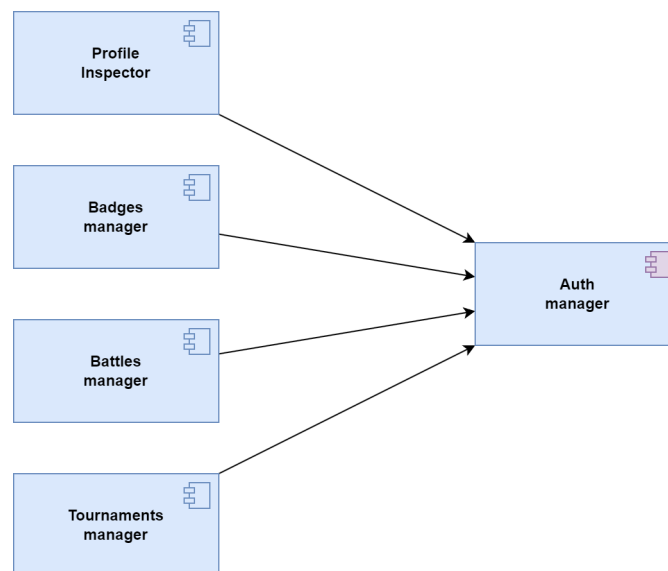 Profile
Inspector
Badges
manager
Auth
manager
Battles
manager
Tournaments
manager